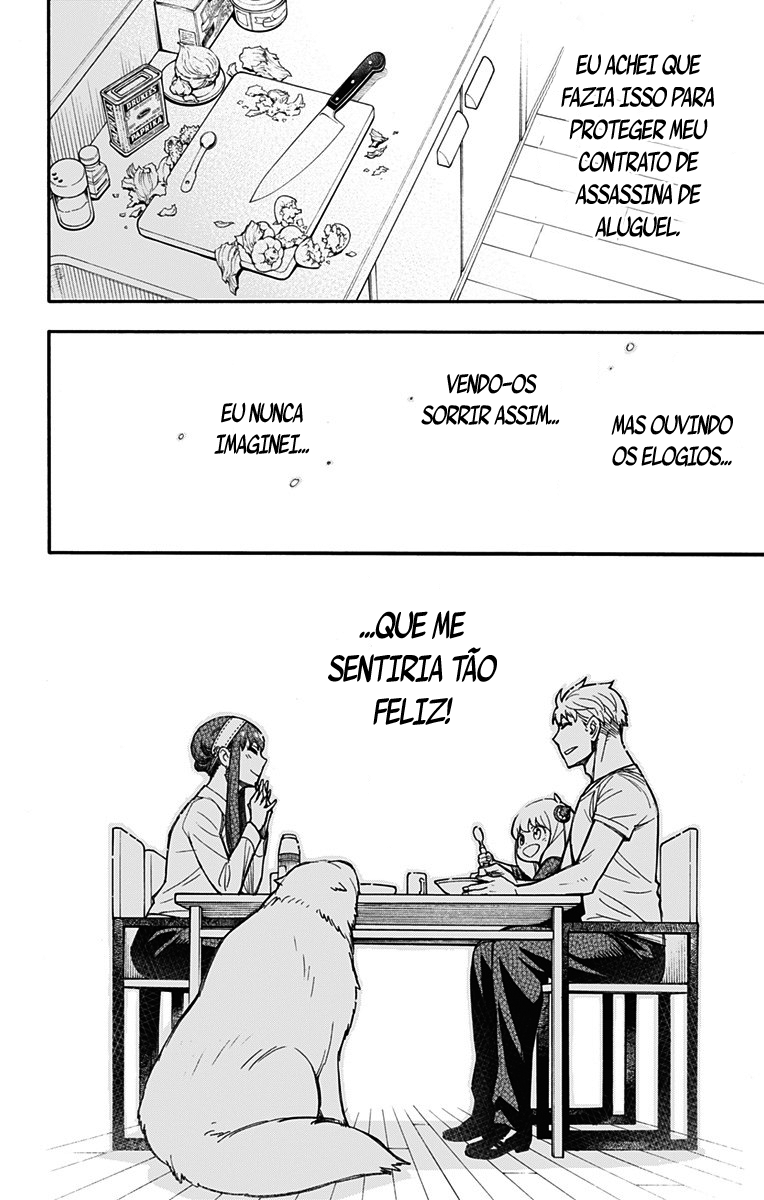 EU ACHEI QUE
FAZIA ISSO PARA
PROTEGER MEU
CONTRATO DE
ASSASSINA DE
ALUGUEL.
PAPRIKA
MAS OUVINDO
OS ELOGIOS...
VENDO-OS
SORRIR ASSIM...
EU NUNCA
IMAGINEI...
...QUE ME
SENTIRIA TÃO
FELIZ!